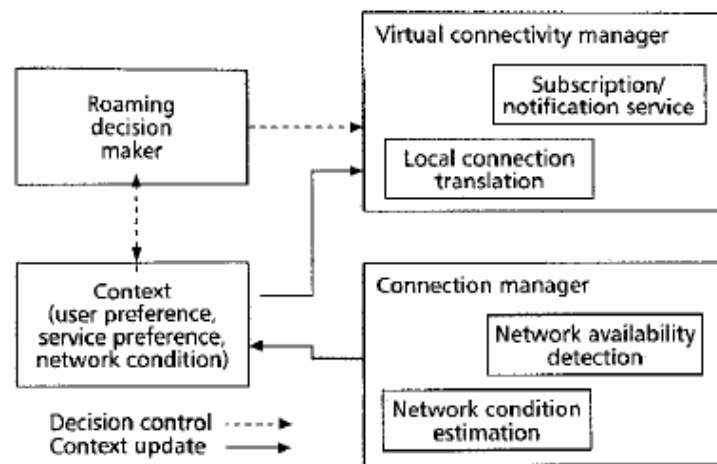 Virtual connectivity manager
Subscription/
notification service
Local connection
translation
Roaming
decision
maker
Context
(user preference,
service preference,
network condition)
Connection manager
Network availability
detection
Network condition
estimation
Decision control
Context update